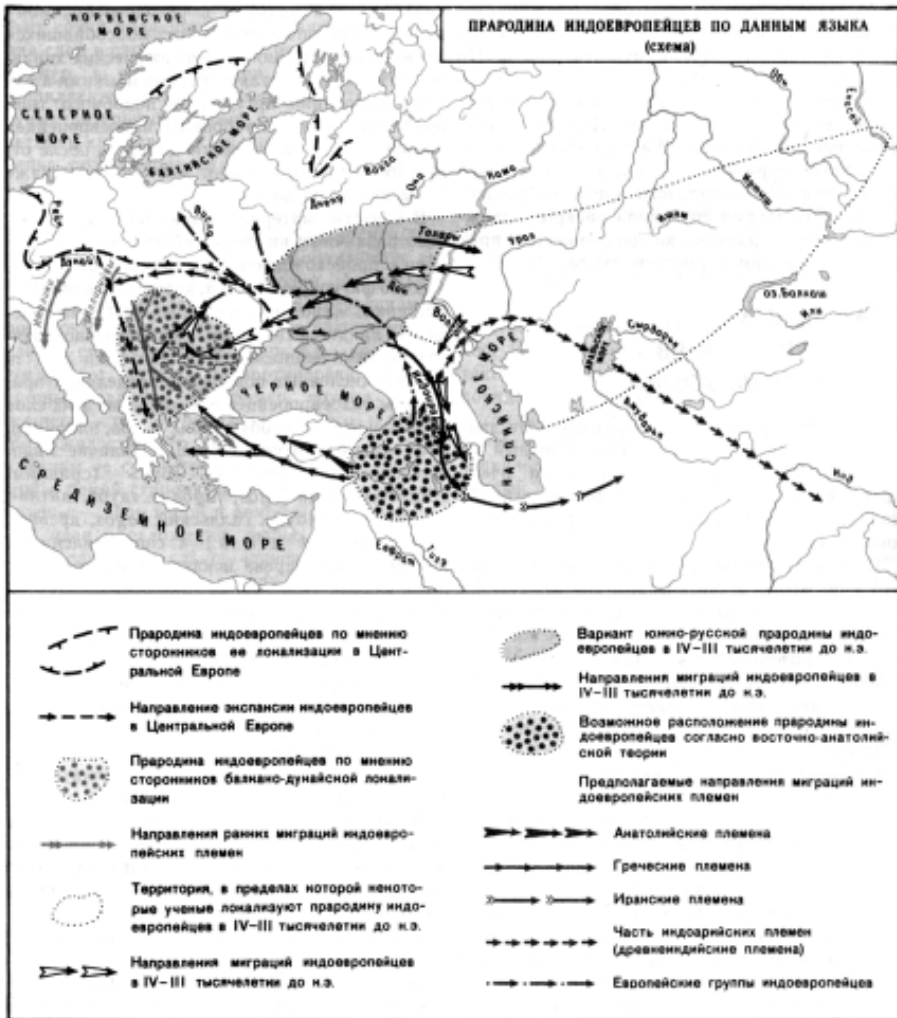 ПРАРОДИНА ИНДОЕВРОПЕЙЦЕВ ПО ДАННЫМ ЯЗЫКА
(схема)
НОРВЕЖСКОЕ
МОРЕ
СЕВЕРНОЕ
МОРЕ
БАЛТИЙСКОЕ МОРЕ
Обь
Енисей
Иртыш
Ишим
Рейн
Висла
Днепр
Волга
Ока
Кама
Тохары
Урал
Дунай
Дон
оз. Балхаш
Или
Сырдарья
Амударья
ЧЕРНОЕ МОРЕ
КАСПИЙСКОЕ МОРЕ
Инд
СРЕДИЗЕМНОЕ МОРЕ
Евфрат
Тигр
Прародина индоевропейцев по мнению
сторонников ее локализации в Цент-
ральной Европе
Направление экспансии индоевропейцев
в Центральной Европе
Прародина индоевропейцев по мнению
сторонников балкано-дунайской локали-
зации
Направления ранних миграций индоевро-
пейских племен
Территория, в пределах которой некото-
рые ученые локализуют прародину индо-
европейцев в IV–III тысячелетии до н.э.
Направления миграций индоевропейцев
в IV–III тысячелетии до н.э.
Вариант южно-русской прародины индо-
европейцев в IV–III тысячелетии до н.э.
Направления миграций индоевропейцев в
IV–III тысячелетии до н.э.
Возможное расположение прародины ин-
доевропейцев согласно восточно-анатолий-
ской теории
Предполагаемые направления миграций ин-
доевропейских племен
Анатолийские племена
Греческие племена
Иранские племена
Часть индоарийских племен
(древнеиндийские племена)
Европейские группы индоевропейцев